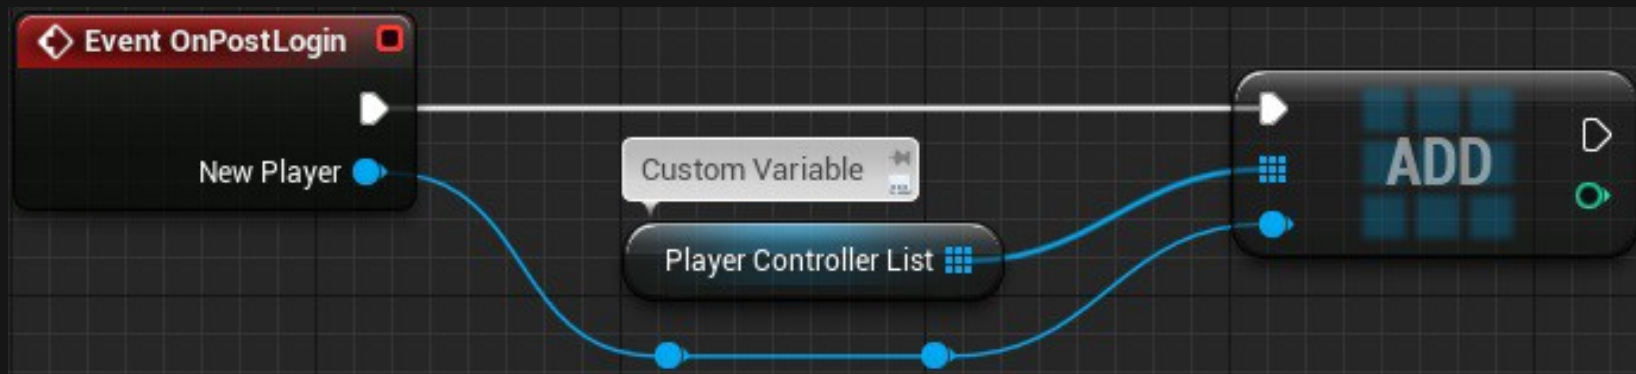 Event OnPostLogin
New Player
Custom Variable
Player Controller List
ADD